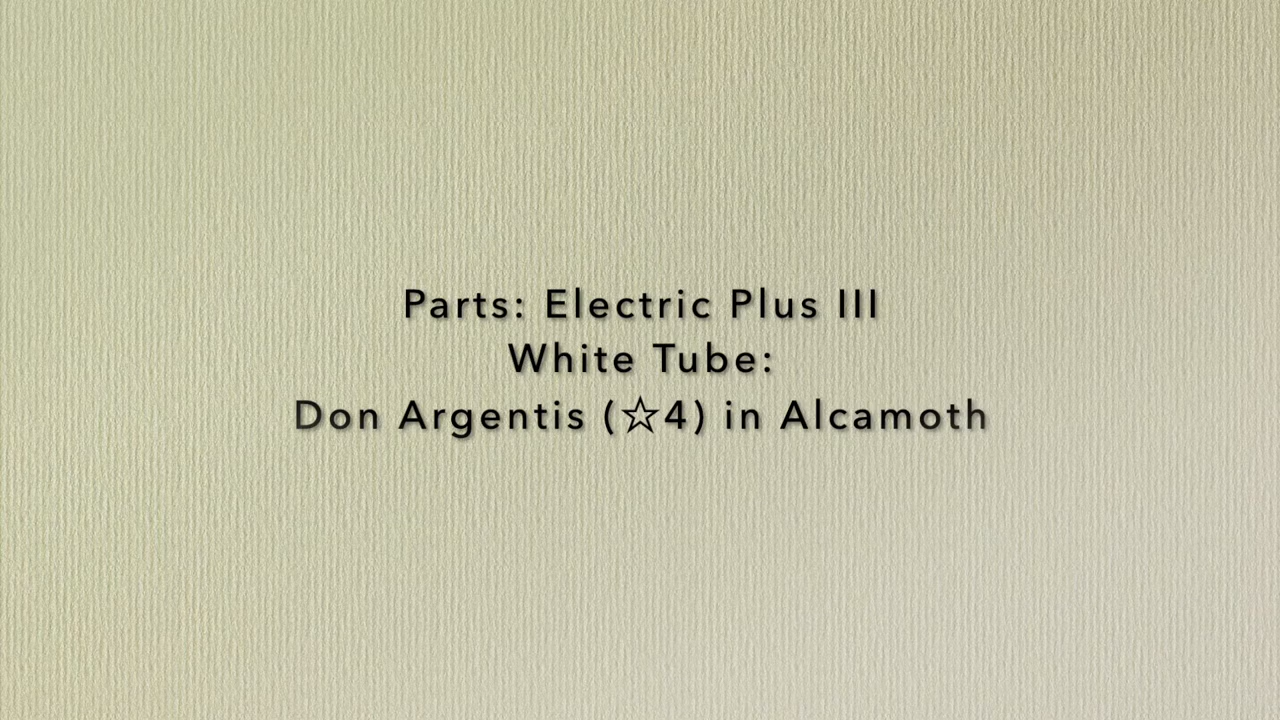 Parts: Electric Plus III
White Tube:
Don Argentis (☆4) in Alcamoth